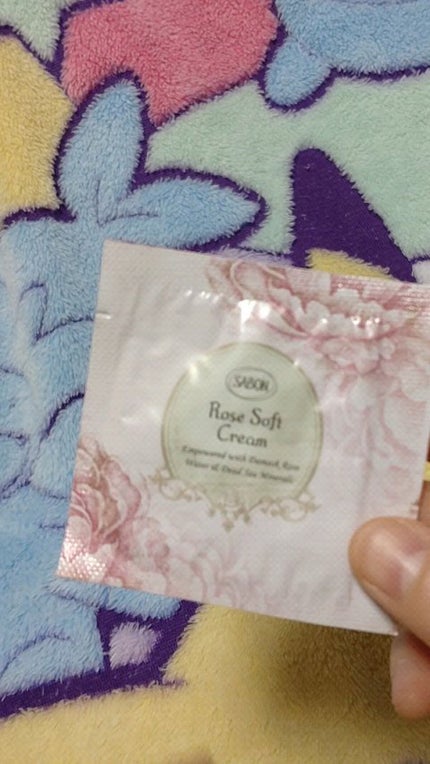 SABON
Rose Soft
Cream
Empowered with Damask Rose
Water & Dead Sea Minerals